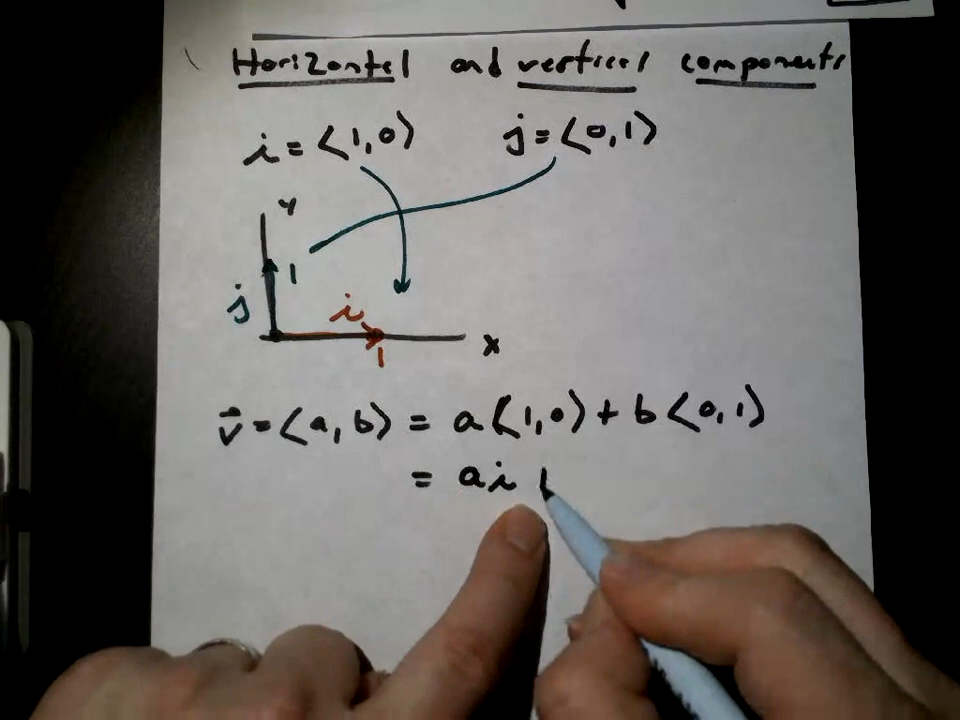 Horizontal and vertical components
i = ⟨1,0⟩ j = ⟨0,1⟩
y
1
j
i
1
x
v⃗ = ⟨a, b⟩ = a⟨1,0⟩ + b⟨0,1⟩
= ai